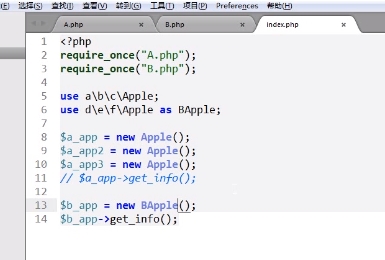 (E) 选择(S) 查找(I) 查看(V) 转到(G) 工具(T) 项目(P) Preferences 帮助(H)
A.php × B.php × index.php ×
1 <?php
2 require_once("A.php");
3 require_once("B.php");
4
5 use a\b\c\Apple;
6 use d\e\f\Apple as BApple;
7
8 $a_app = new Apple();
9 $a_app2 = new Apple();
10 $a_app3 = new Apple();
11 // $a_app->get_info();
12
13 $b_app = new BApple();
14 $b_app->get_info();